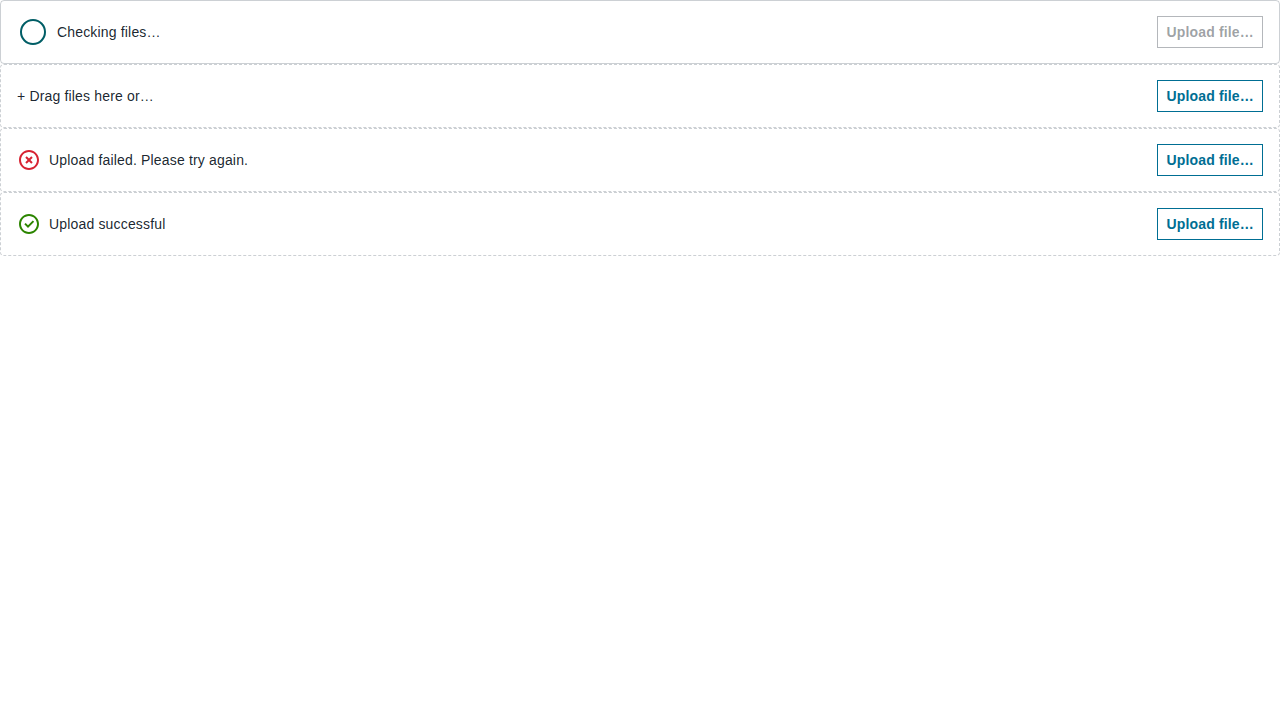 Checking files… Upload file…
+ Drag files here or… Upload file…
Upload failed. Please try again. Upload file…
Upload successful Upload file…